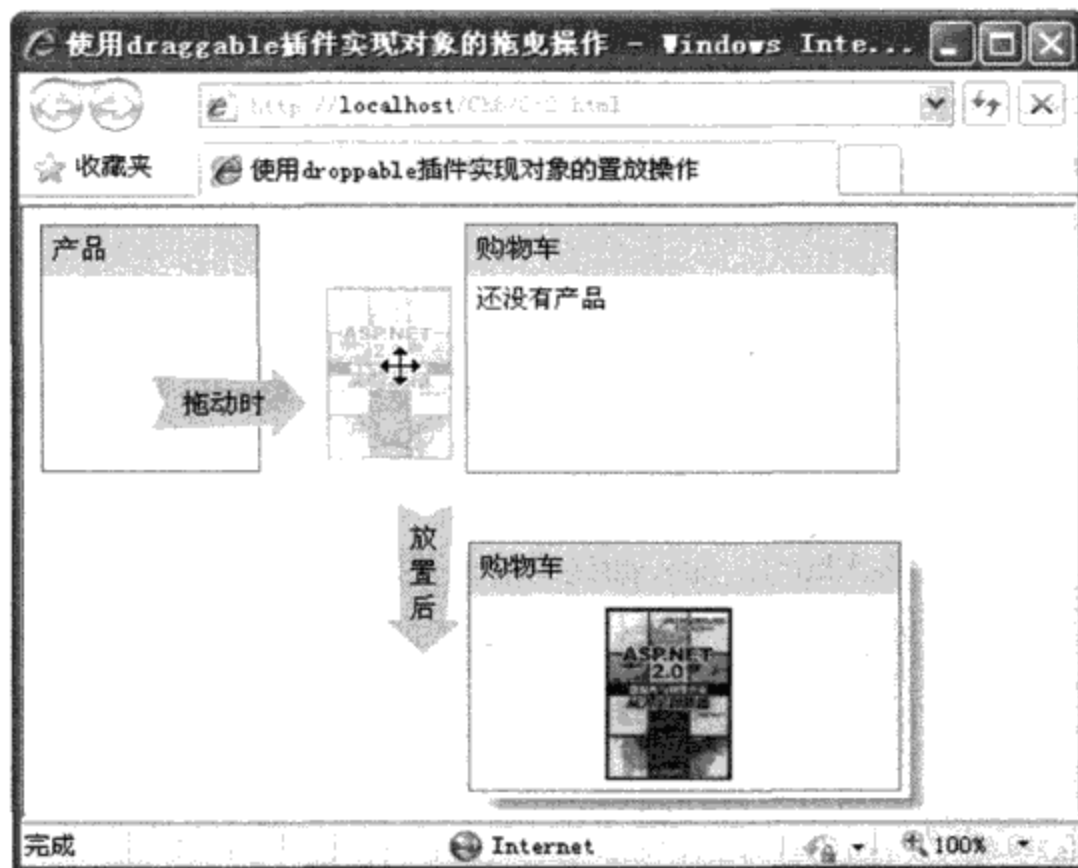 使用draggable插件实现对象的拖曳操作 - Windows Inte...
localhost
收藏夹
使用droppable插件实现对象的置放操作
产品
购物车
还没有产品
ASP.NET
2.0
拖动时
放置后
购物车
ASP.NET
2.0
完成
Internet
100%